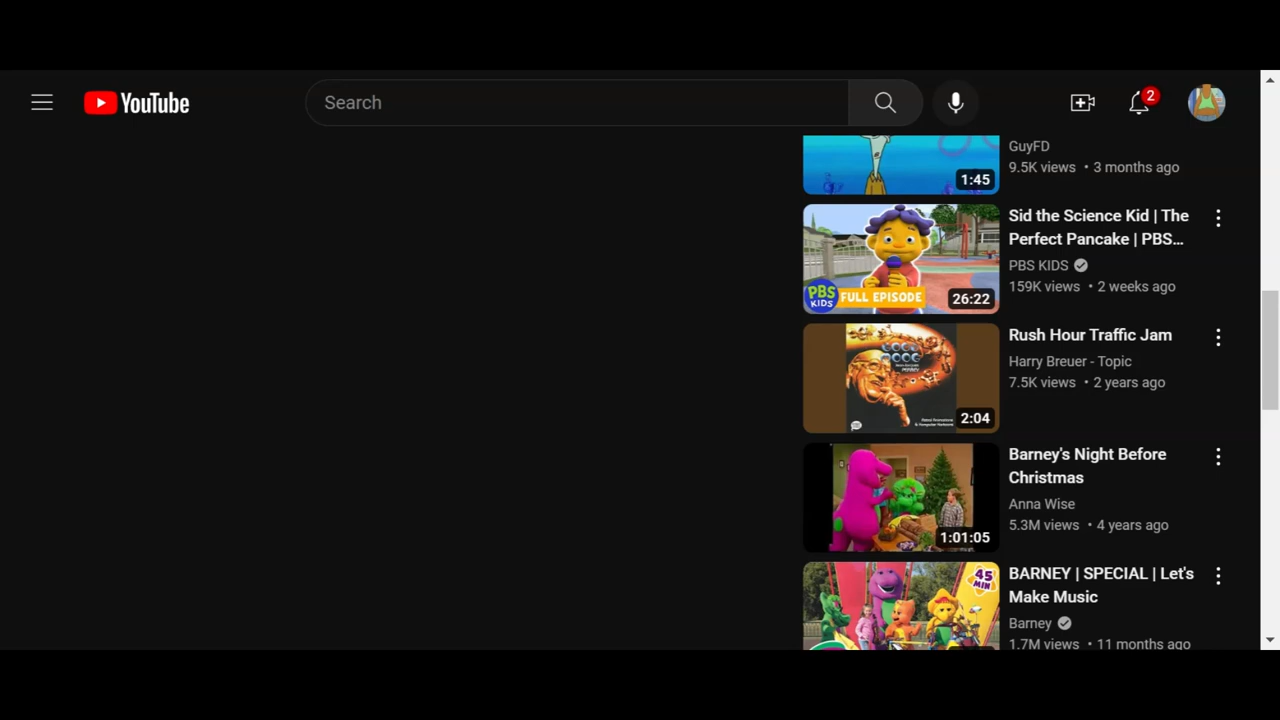 YouTube
Search
2
GuyFD
9.5K views • 3 months ago
1:45
Sid the Science Kid | The
Perfect Pancake | PBS...
PBS KIDS
159K views • 2 weeks ago
PBS
KIDS
FULL EPISODE
26:22
Rush Hour Traffic Jam
Harry Breuer - Topic
7.5K views • 2 years ago
2:04
Barney's Night Before
Christmas
Anna Wise
5.3M views • 4 years ago
1:01:05
BARNEY | SPECIAL | Let's
Make Music
Barney
1.7M views • 11 months ago
45
MIN